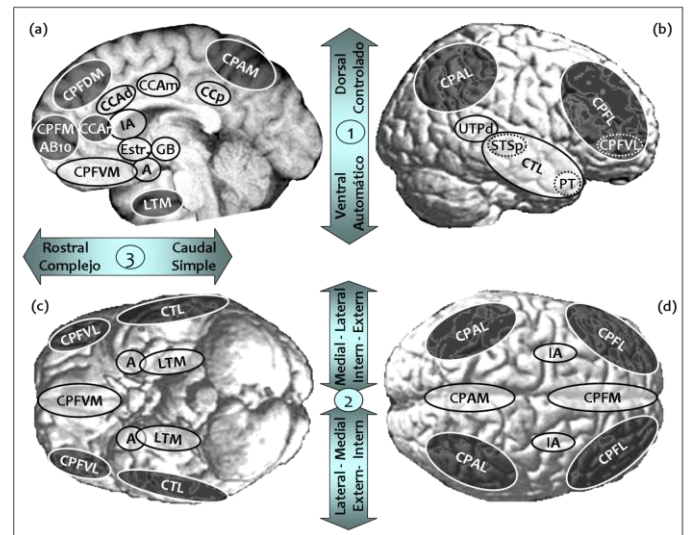 (a)
CPFDM
CCAd
CCAm
CPAM
CCp
CPFM
AB10
CCAr
IA
Estr.
GB
CPFVM
A
LTM
Dorsal
Controlado
1
Ventral
Automático
(b)
CPAL
CPFL
UTPd
STSp
CPFVL
CTL
PT
Rostral
Complejo
3
Caudal
Simple
(c)
CTL
CPFVL
A
LTM
CPFVM
A
LTM
CPFVL
CTL
Medial - Lateral
Intern - Extern
2
Lateral - Medial
Extern- Intern
(d)
CPAL
CPFL
IA
CPAM
CPFM
IA
CPAL
CPFL